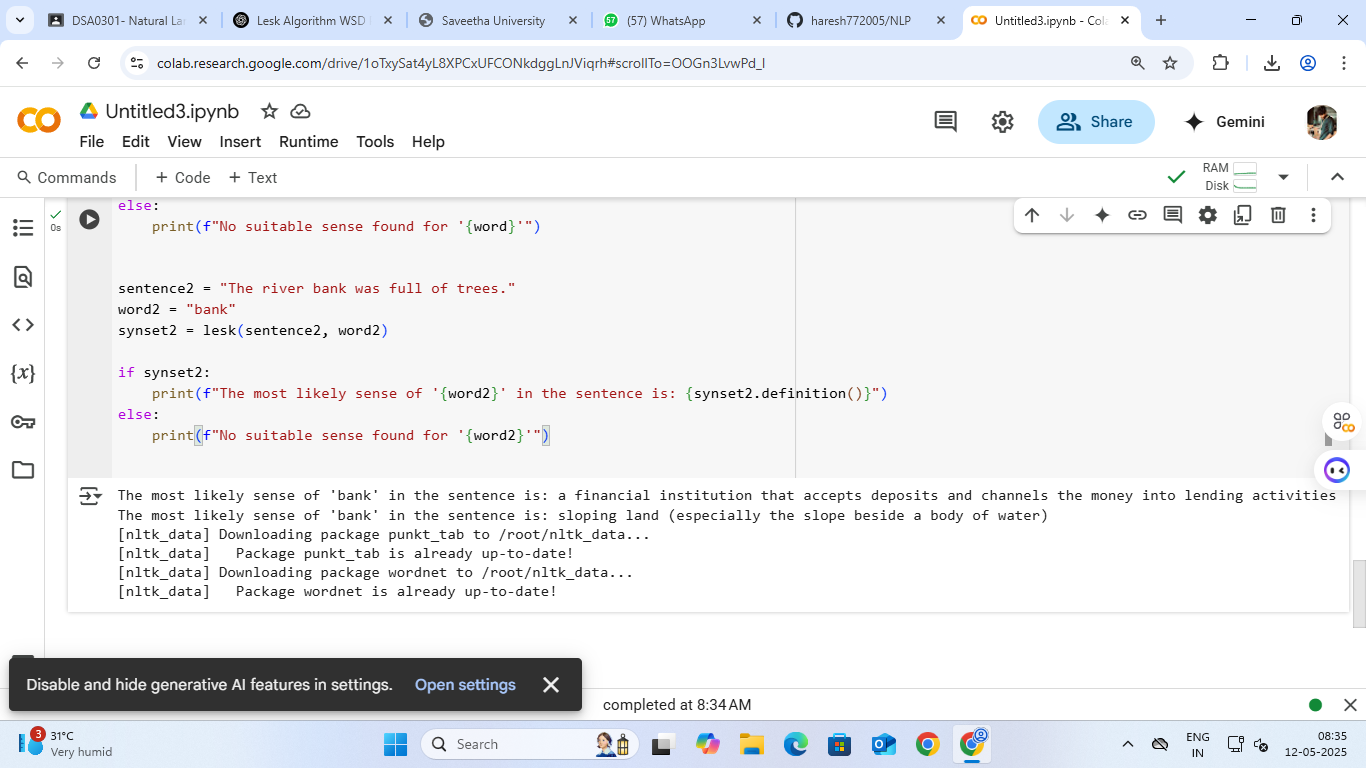 DSA0301- Natural La
Lesk Algorithm WSD
Saveetha University
(57) WhatsApp
haresh772005/NLP
Untitled3.ipynb - Cola
colab.research.google.com/drive/1oTxySat4yL8XPCxUFCONkdggLnJViqrh#scrollTo=OOGn3LvwPd_l
Untitled3.ipynb
File Edit View Insert Runtime Tools Help
Share
Gemini
Commands
+ Code + Text
RAM
Disk
0s
else:
print(f"No suitable sense found for '{word}'")
sentence2 = "The river bank was full of trees."
word2 = "bank"
synset2 = lesk(sentence2, word2)
if synset2:
print(f"The most likely sense of '{word2}' in the sentence is: {synset2.definition()}")
else:
print(f"No suitable sense found for '{word2}'")
{x}
The most likely sense of 'bank' in the sentence is: a financial institution that accepts deposits and channels the money into lending activities
The most likely sense of 'bank' in the sentence is: sloping land (especially the slope beside a body of water)
[nltk_data] Downloading package punkt_tab to /root/nltk_data...
[nltk_data]   Package punkt_tab is already up-to-date!
[nltk_data] Downloading package wordnet to /root/nltk_data...
[nltk_data]   Package wordnet is already up-to-date!
Disable and hide generative AI features in settings. Open settings
completed at 8:34 AM
3
31°C
Very humid
Search
ENG
IN
08:35
12-05-2025